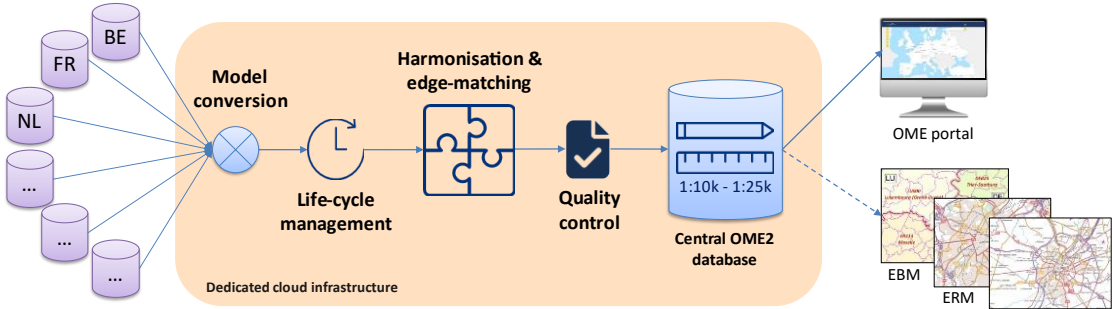 BE
FR
NL
...
...
...
Model
conversion
Life-cycle
management
Harmonisation &
edge-matching
Quality
control
1:10k - 1:25k
Central OME2
database
Dedicated cloud infrastructure
OME portal
LU
EBM
ERM